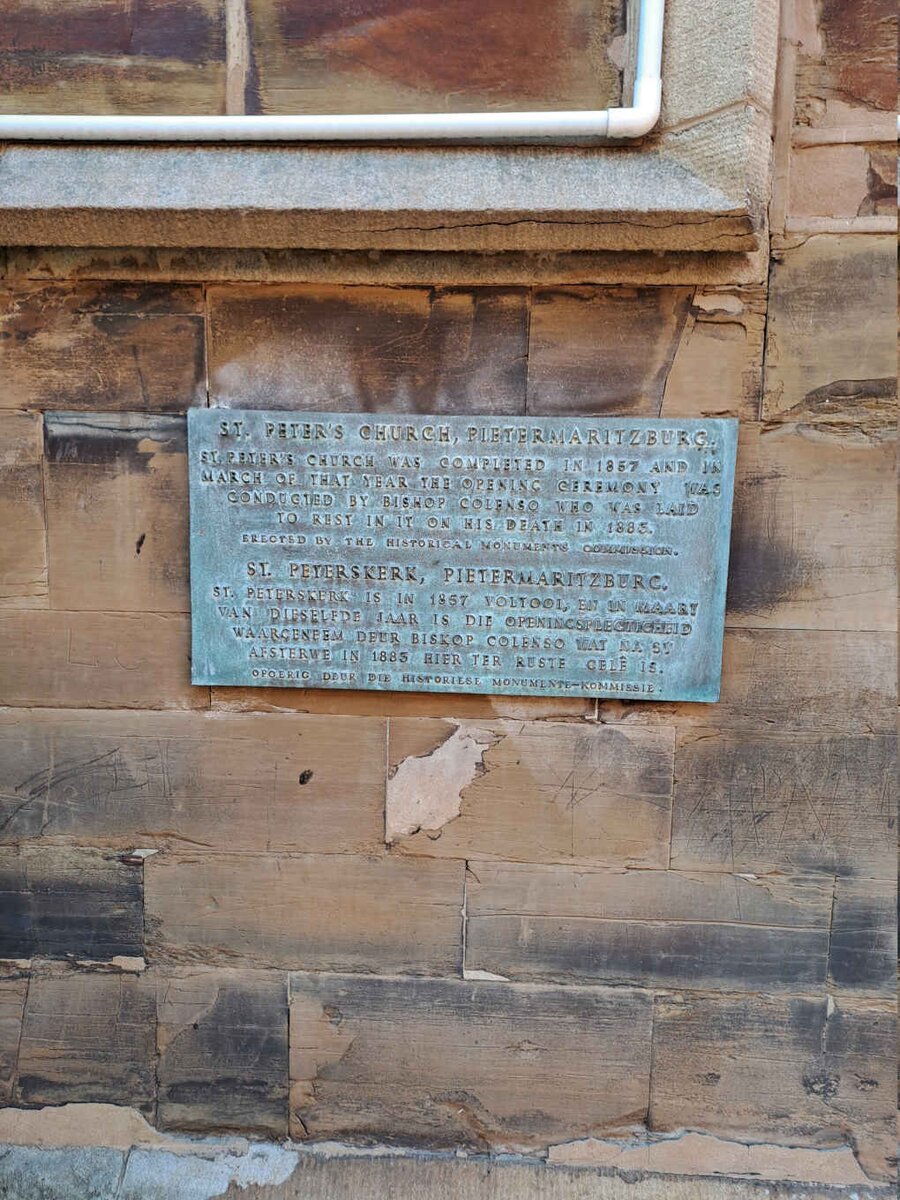 ST. PETER'S CHURCH, PIETERMARITZBURG.
ST. PETER'S CHURCH WAS COMPLETED IN 1857 AND IN
MARCH OF THAT YEAR THE OPENING CEREMONY WAS
CONDUCTED BY BISHOP COLENSO WHO WAS LAID
TO REST IN IT ON HIS DEATH IN 1883.
ERECTED BY THE HISTORICAL MONUMENTS COMMISSION.
ST. PETERSKERK, PIETERMARITZBURG.
ST. PETERSKERK IS IN 1857 VOLTOOI, EN IN MAART
VAN DIESELFDE JAAR IS DIE OPENINGSPLEGTIGHEID
WAARGENEEM DEUR BISKOP COLENSO WAT NA SY
AFSTERWE IN 1883 HIER TER RUSTE GELÊ IS.
OPGERIG DEUR DIE HISTORIESE MONUMENTE-KOMMISSIE.